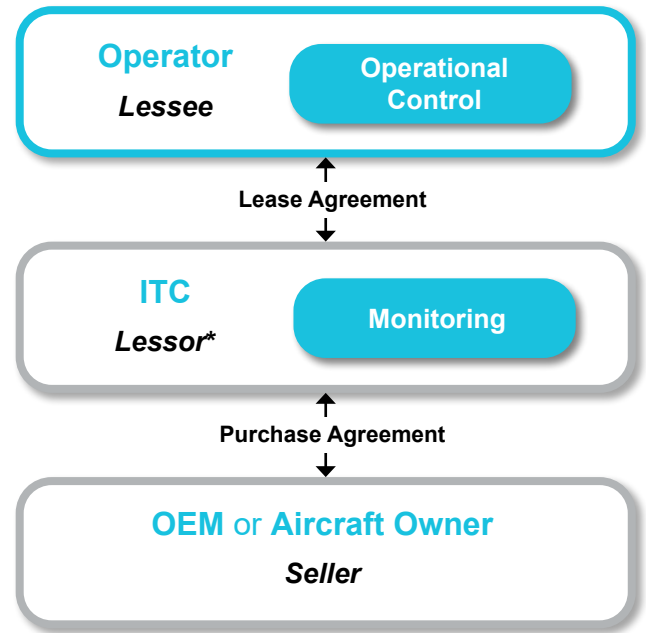 Operator
Lessee
Operational
Control
Lease Agreement
ITC
Lessor*
Monitoring
Purchase Agreement
OEM or Aircraft Owner
Seller